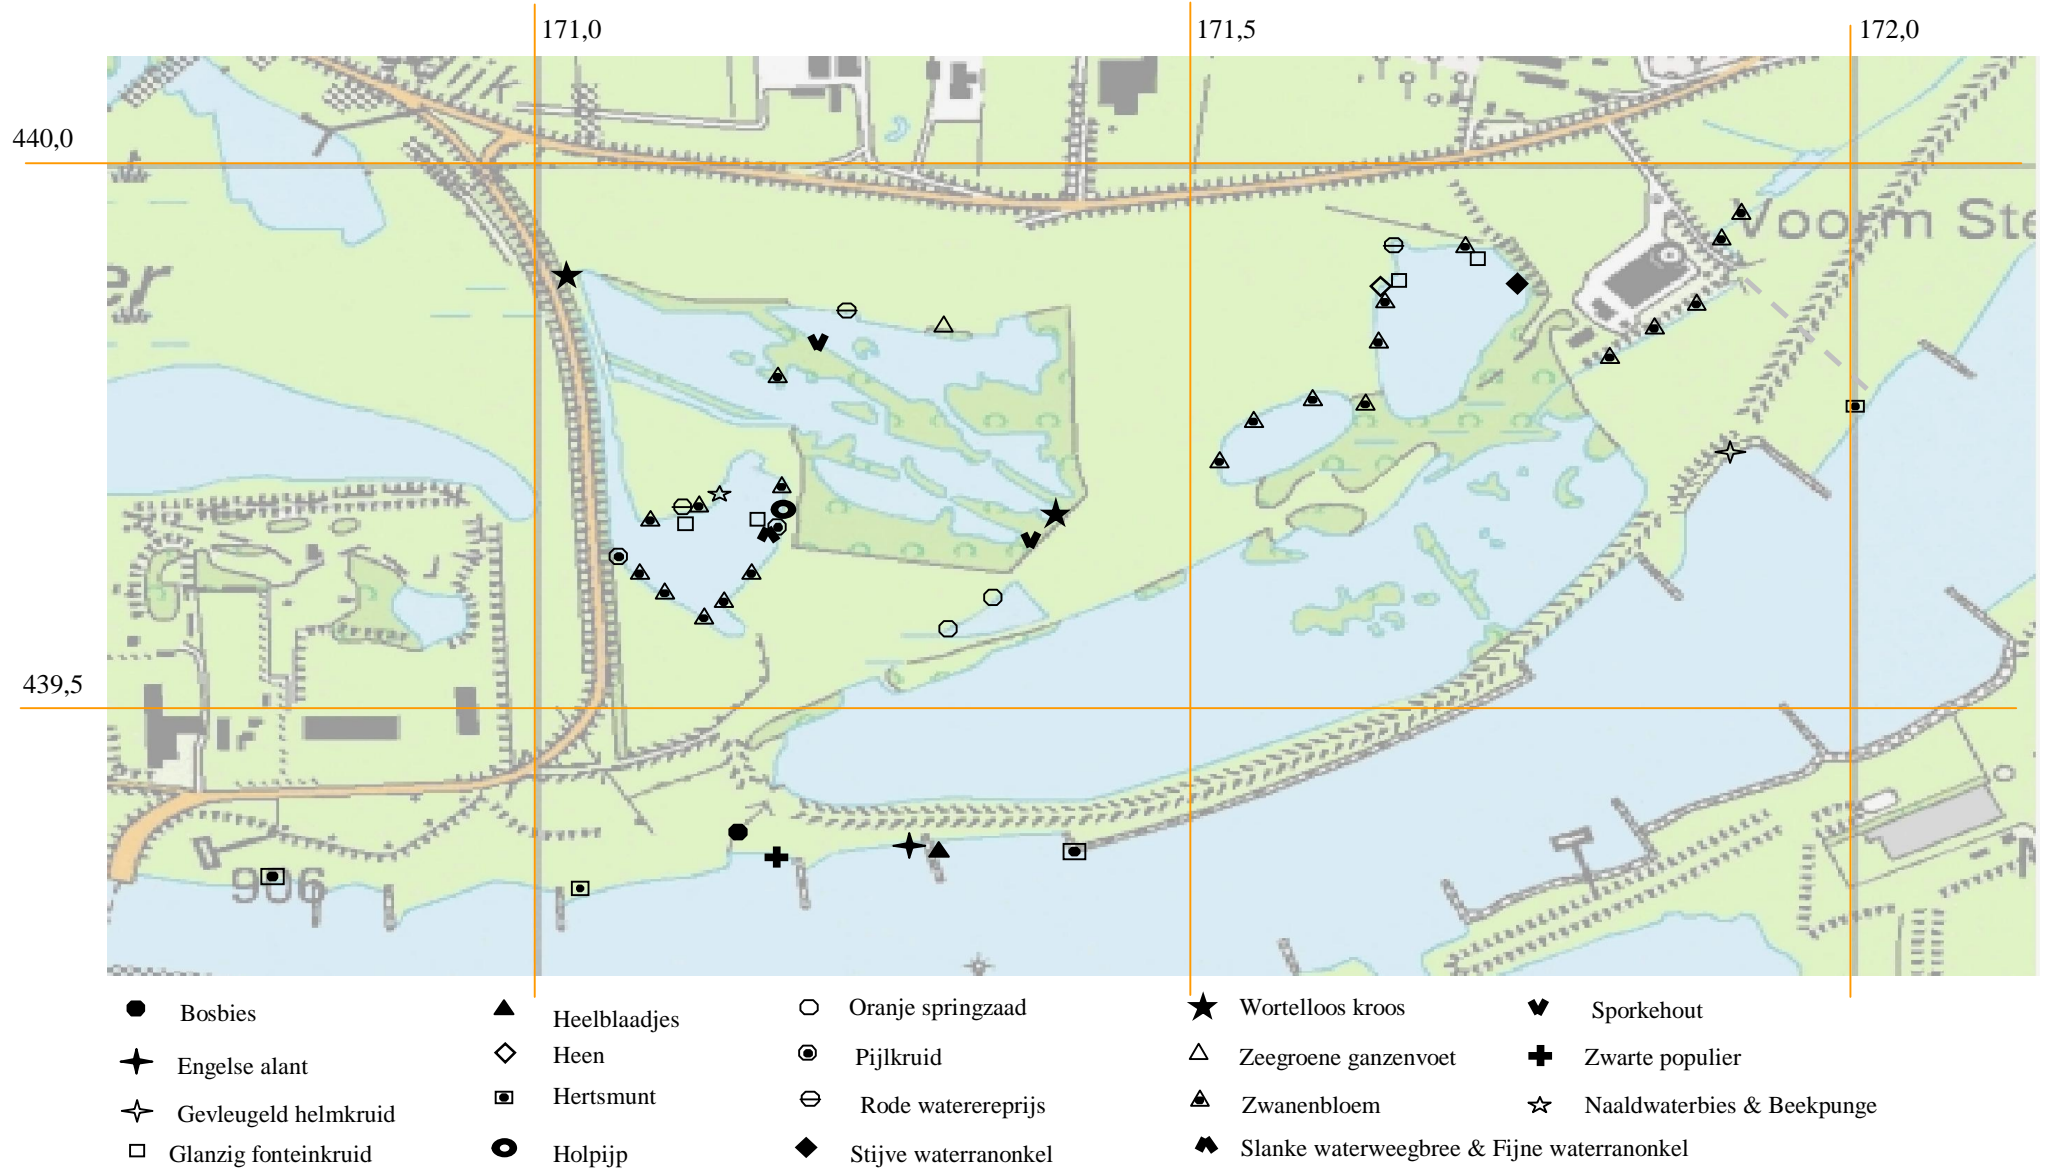 171,0
171,5
172,0
440,0
Voorm Ste
er
439,5
906
Bosbies
Heelblaadjes
Oranje springzaad
Wortelloos kroos
Sporkehout
Engelse alant
Heen
Pijlkruid
Zeegroene ganzenvoet
Zwarte populier
Gevleugeld helmkruid
Hertsmunt
Rode waterereprijs
Zwanenbloem
Naaldwaterbies & Beekpunge
Glanzig fonteinkruid
Holpijp
Stijve waterranonkel
Slanke waterweegbree & Fijne waterranonkel